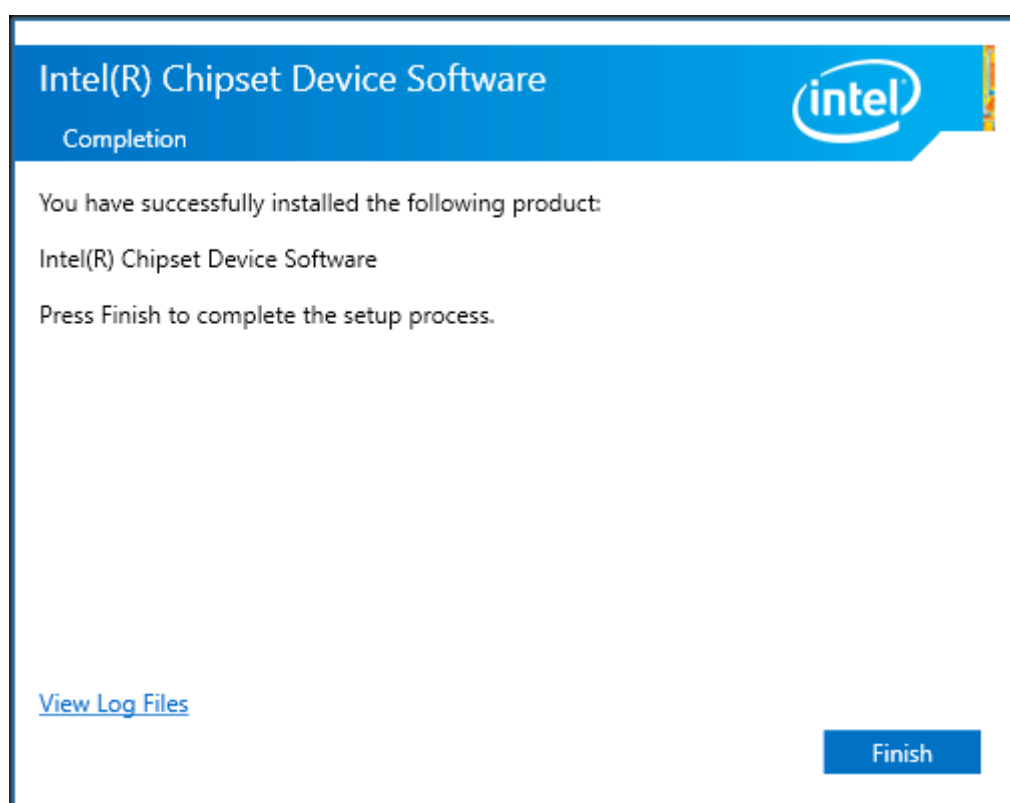 Intel(R) Chipset Device Software
intel
Completion
You have successfully installed the following product:
Intel(R) Chipset Device Software
Press Finish to complete the setup process.
View Log Files
Finish